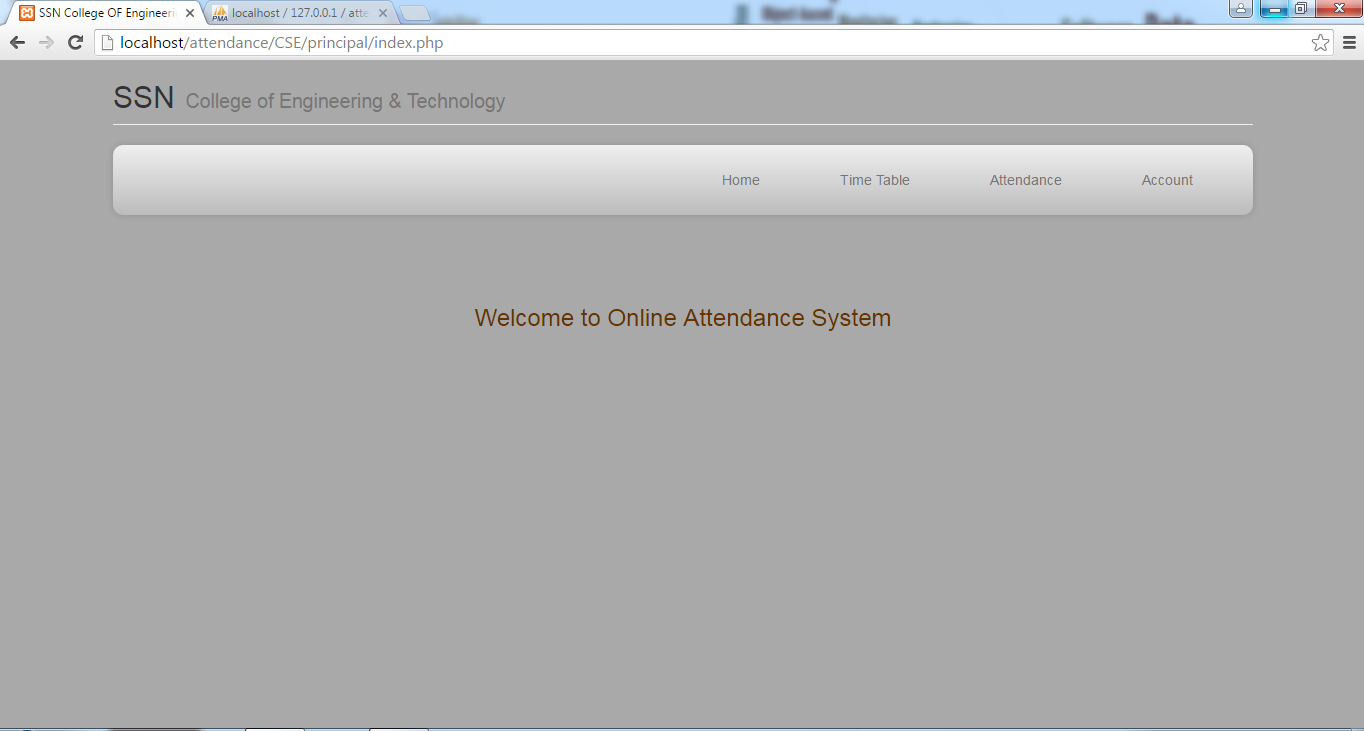 SSN College OF Engineeri
localhost / 127.0.0.1 / atte
localhost/attendance/CSE/principal/index.php
SSN College of Engineering & Technology
Home Time Table Attendance Account
Welcome to Online Attendance System